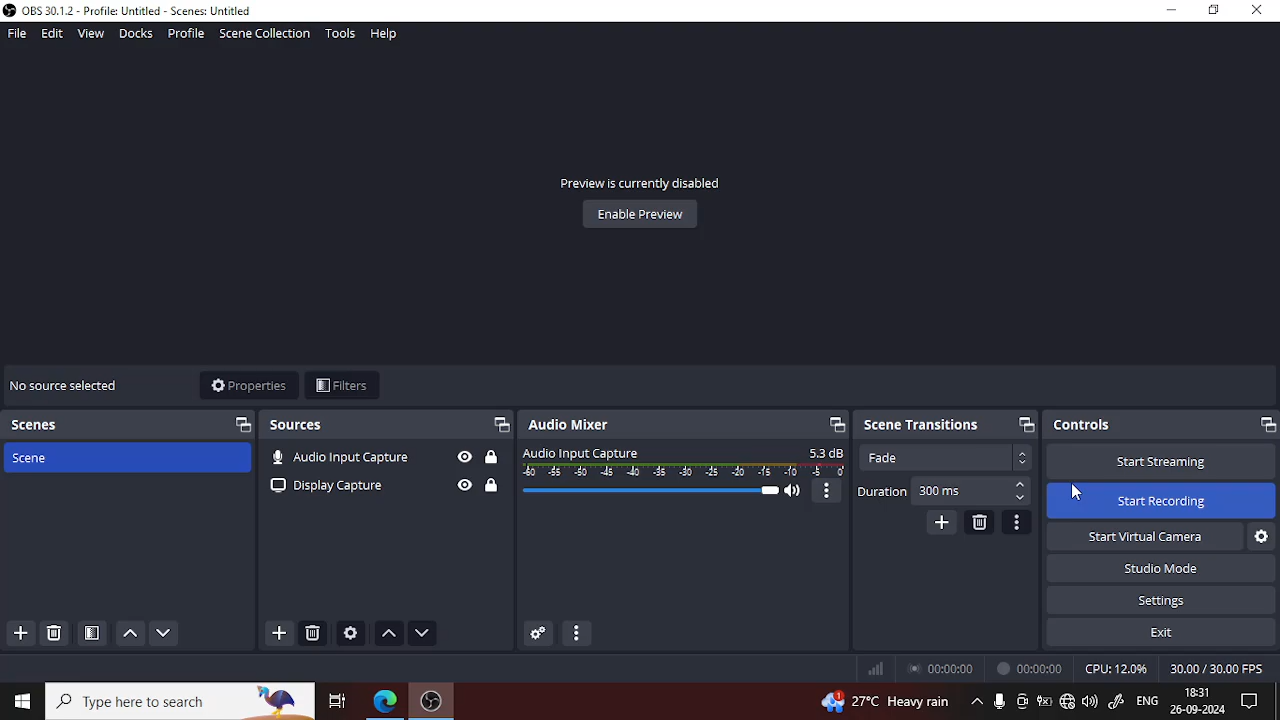 OBS 30.1.2 - Profile: Untitled - Scenes: Untitled
File Edit View Docks Profile Scene Collection Tools Help
Preview is currently disabled
Enable Preview
No source selected Properties Filters
Scenes Sources Audio Mixer Scene Transitions Controls
Scene
Audio Input Capture
Display Capture
Audio Input Capture 5.3 dB
-60 -55 -50 -45 -40 -35 -30 -25 -20 -15 -10 -5 0
Fade
Duration 300 ms
Start Streaming
Start Recording
Start Virtual Camera
Studio Mode
Settings
Exit
00:00:00 00:00:00 CPU: 12.0% 30.00 / 30.00 FPS
Type here to search
1
27°C Heavy rain
ENG
18:31
26-09-2024